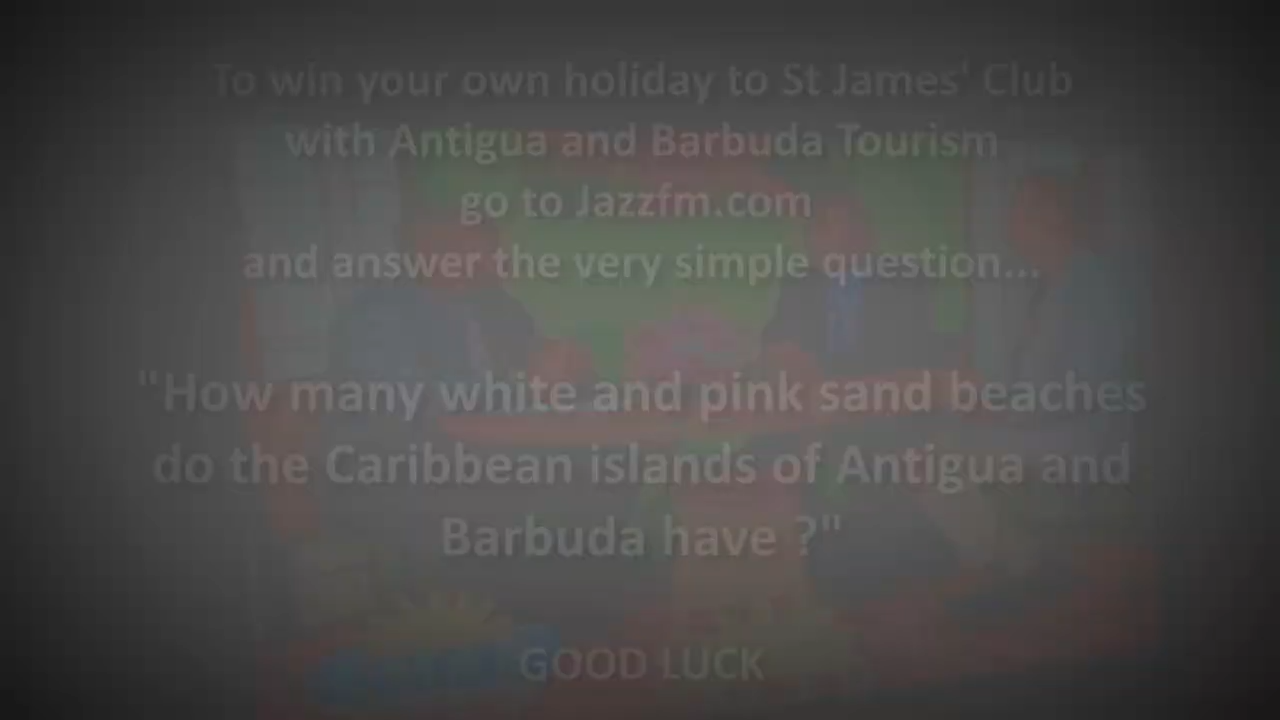 To win your own holiday to St James' Club
with Antigua and Barbuda Tourism
go to Jazzfm.com
and answer the very simple question...
"How many white and pink sand beaches
do the Caribbean islands of Antigua and
Barbuda have ?"
GOOD LUCK